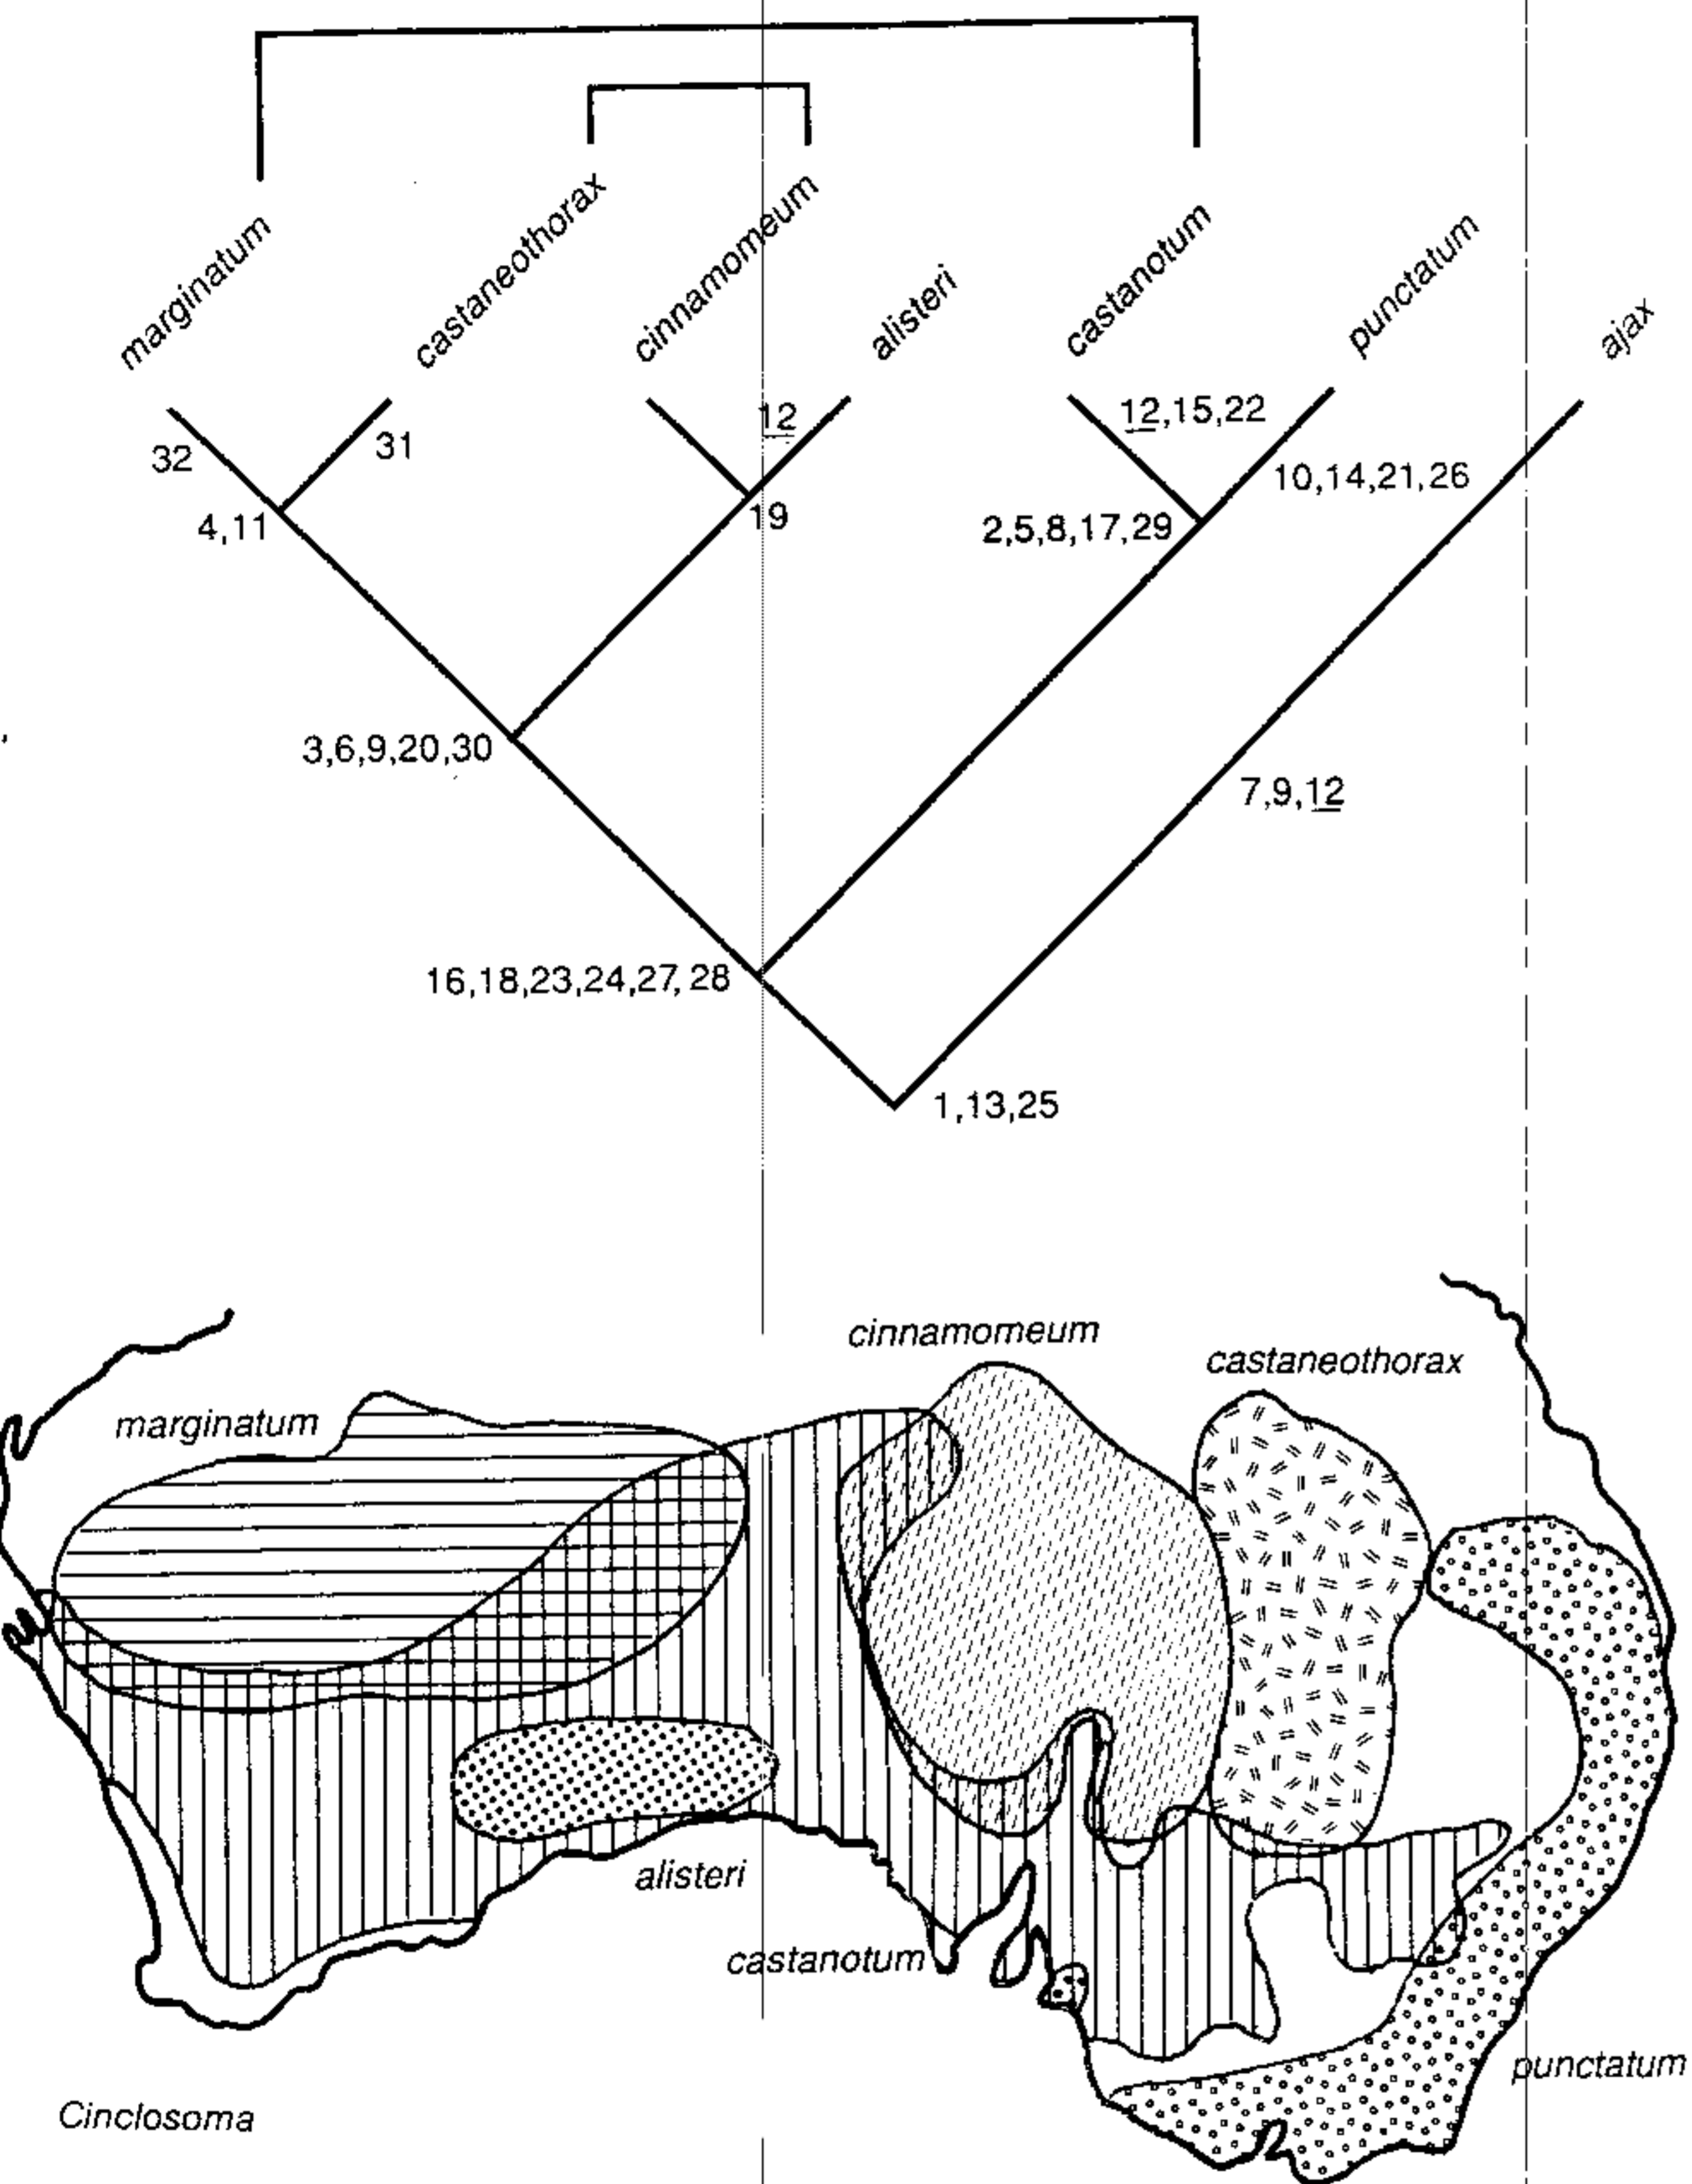 marginatum
castaneothorax
cinnamomeum
alisteri
castanotum
punctatum
ajax
32
31
12
12,15,22
4,11
19
2,5,8,17,29
10,14,21,26
3,6,9,20,30
7,9,12
16,18,23,24,27,28
1,13,25
cinnamomeum
castaneothorax
marginatum
alisteri
castanotum
punctatum
Cinclosoma